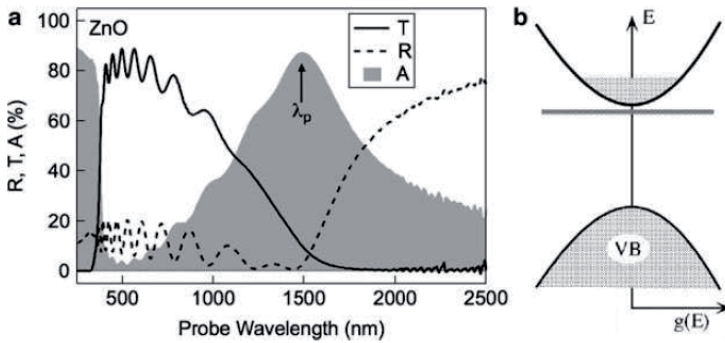 a
ZnO
T
R
A
λp
R, T, A (%)
100
80
60
40
20
0
500
1000
1500
2000
2500
Probe Wavelength (nm)
b
E
VB
g(E)